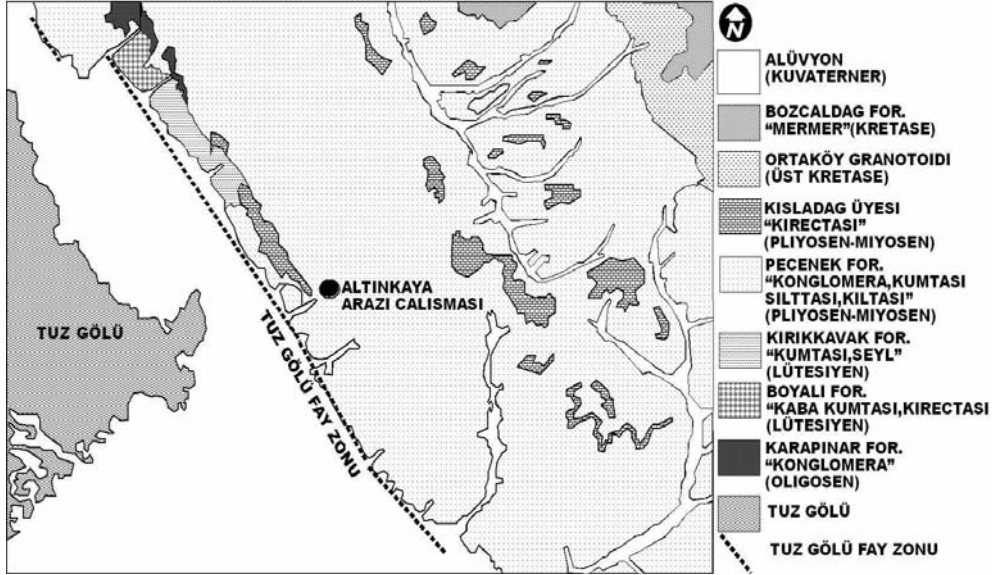 N
ALÜVYON
(KUVATERNER)
BOZCALDAG FOR.
“MERMER”(KRETASE)
ORTAKÖY GRANOTOIDI
(ÜST KRETASE)
KISLADAG ÜYESI
“KIRECTASI”
(PLIYOSEN-MIYOSEN)
PECENEK FOR.
“KONGLOMERA,KUMTASI
SILTTASI,KILTASI”
(PLIYOSEN-MIYOSEN)
KIRIKKAVAK FOR.
“KUMTASI,SEYL”
(LÜTESIYEN)
BOYALI FOR.
“KABA KUMTASI,KIRECTASI
(LÜTESIYEN)
KARAPINAR FOR.
“KONGLOMERA”
(OLIGOSEN)
TUZ GÖLÜ
TUZ GÖLÜ FAY ZONU
ALTINKAYA
ARAZI CALISMASI
TUZ GÖLÜ
TUZ GÖLÜ FAY ZONU